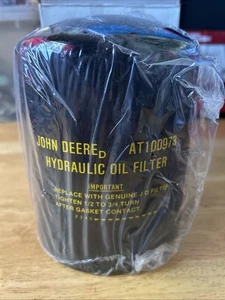 JOHN DEERE AT100973
HYDRAULIC OIL FILTER
IMPORTANT
REPLACE WITH GENUINE J D FILTER
TIGHTEN 1/2 TO 3/4 TURN
AFTER GASKET CONTACT